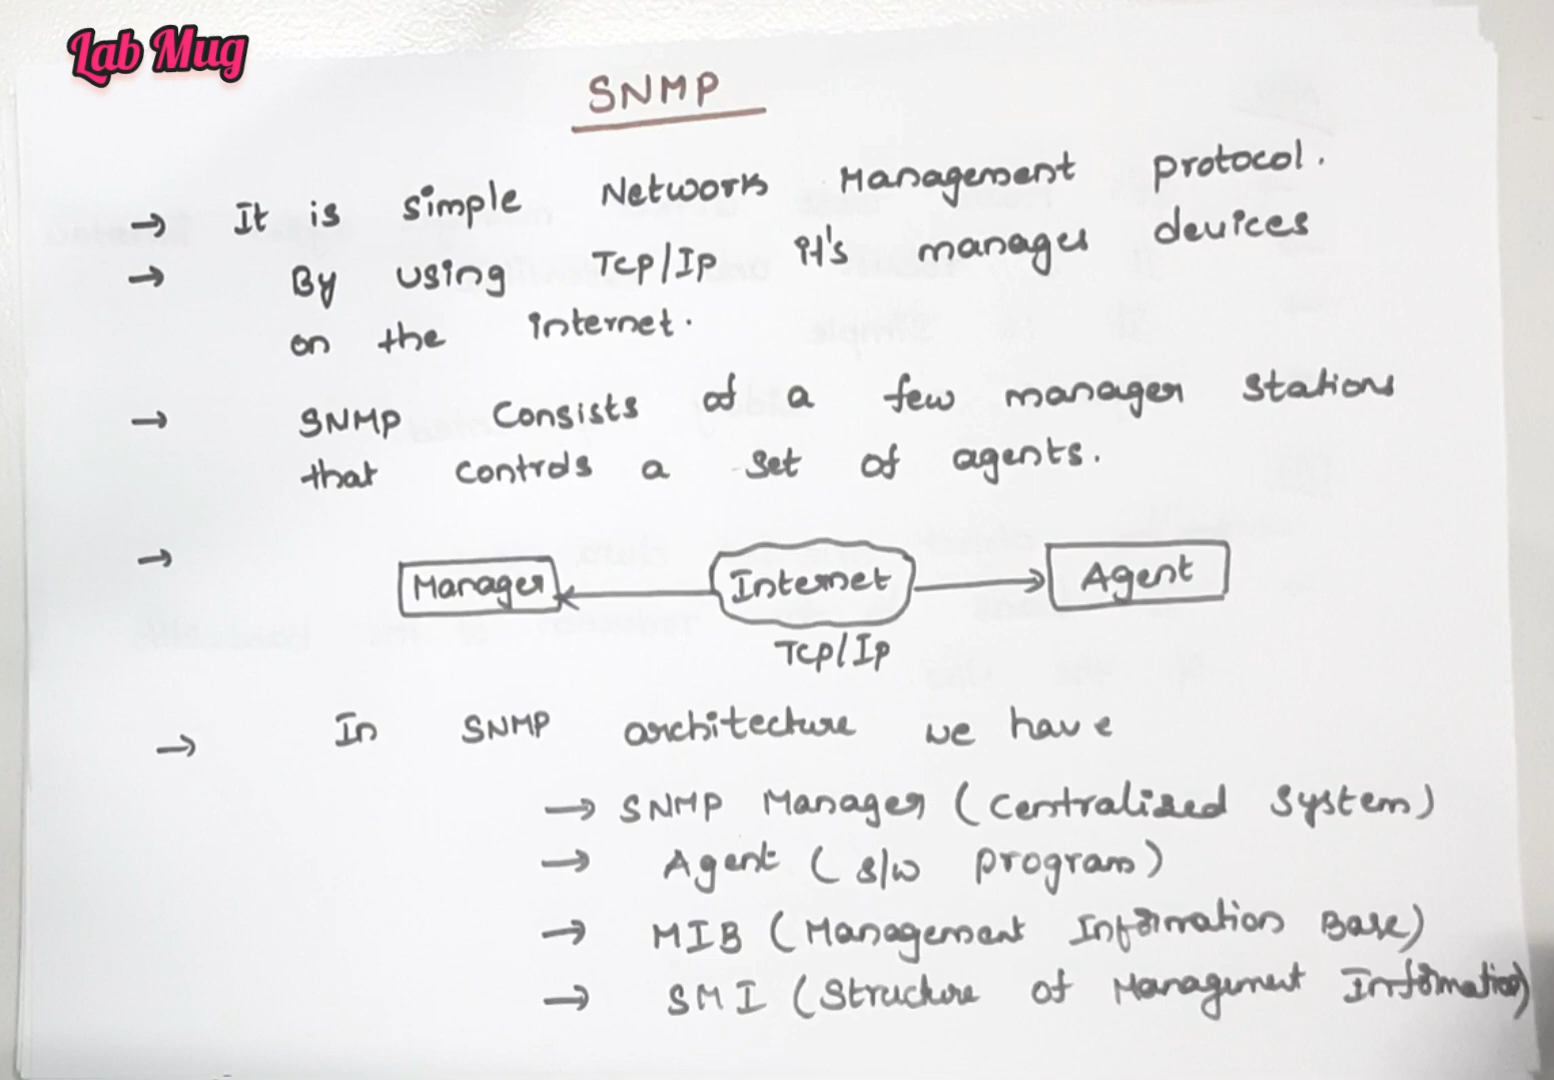 Lab Mug
SNMP
→ It is simple Network Management protocol.
→ By using Tcp/Ip it's manages devices
on the internet.
→ SNMP Consists of a few manager stations
that controls a set of agents.
→ Manager Internet Agent
Tcp/Ip
→ In SNMP architecture we have
→ SNMP Manager (Centralized System)
→ Agent (s/w program)
→ MIB (Management Information Base)
→ SMI (Structure of Management Information)